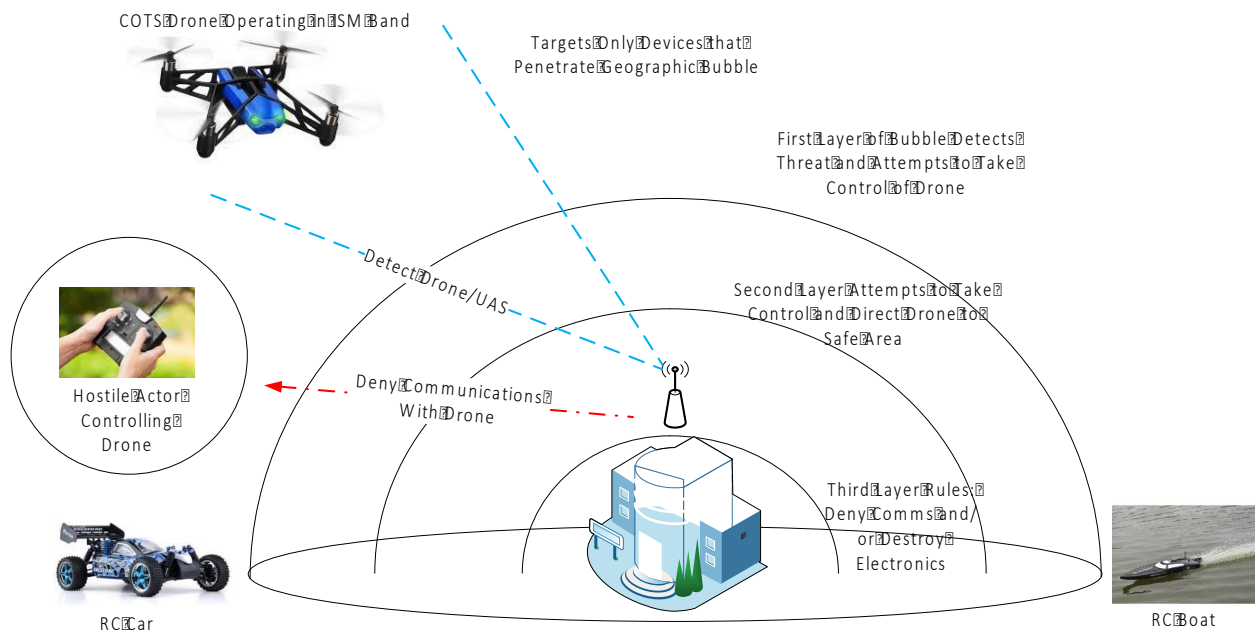 COTS Drone Operating in ISM Band
Targets Only Devices that
Penetrate Geographic Bubble
First Layer of Bubble Detects
Threat and Attempts to Take
Control of Drone
Detect Drone/UAS
Second Layer Attempts to Take
Control and Direct Drone to
Safe Area
Deny Communications
With Drone
Hostile Actor
Controlling
Drone
Third Layer Rules:
Deny Comms and/
or Destroy
Electronics
RC Car
RC Boat